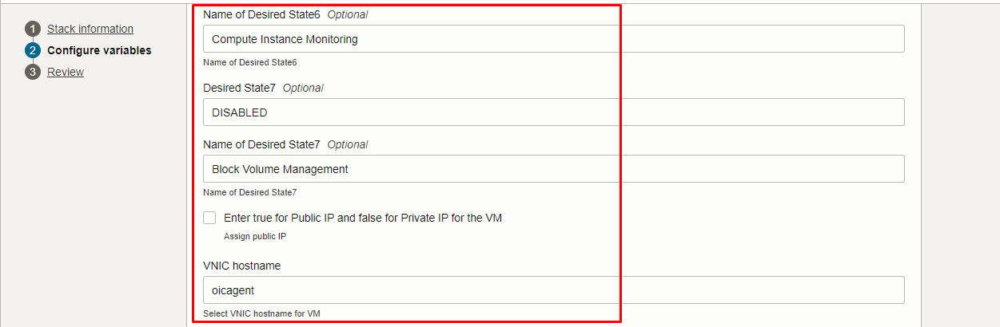 1 Stack information
2 Configure variables
3 Review
Name of Desired State6 Optional
Compute Instance Monitoring
Name of Desired State6
Desired State7 Optional
DISABLED
Name of Desired State7 Optional
Block Volume Management
Name of Desired State7
Enter true for Public IP and false for Private IP for the VM
Assign public IP
VNIC hostname
oicagent
Select VNIC hostname for VM